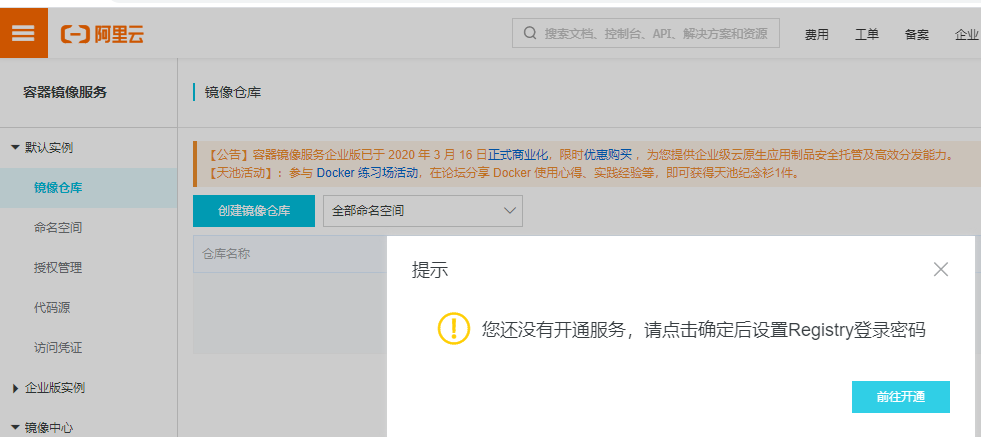 阿里云
搜索文档、控制台、API、解决方案和资源
费用
工单
备案
企业
容器镜像服务
镜像仓库
默认实例
【公告】容器镜像服务企业版已于 2020 年 3 月 16 日正式商业化，限时优惠购买 ，为您提供企业级云原生应用制品安全托管及高效分发能力。
【天池活动】：参与 Docker 练习场活动，在论坛分享 Docker 使用心得、实践经验等，即可获得天池纪念衫1件。
镜像仓库
创建镜像仓库
全部命名空间
命名空间
仓库名称
授权管理
提示
代码源
您还没有开通服务，请点击确定后设置Registry登录密码
访问凭证
企业版实例
前往开通
镜像中心